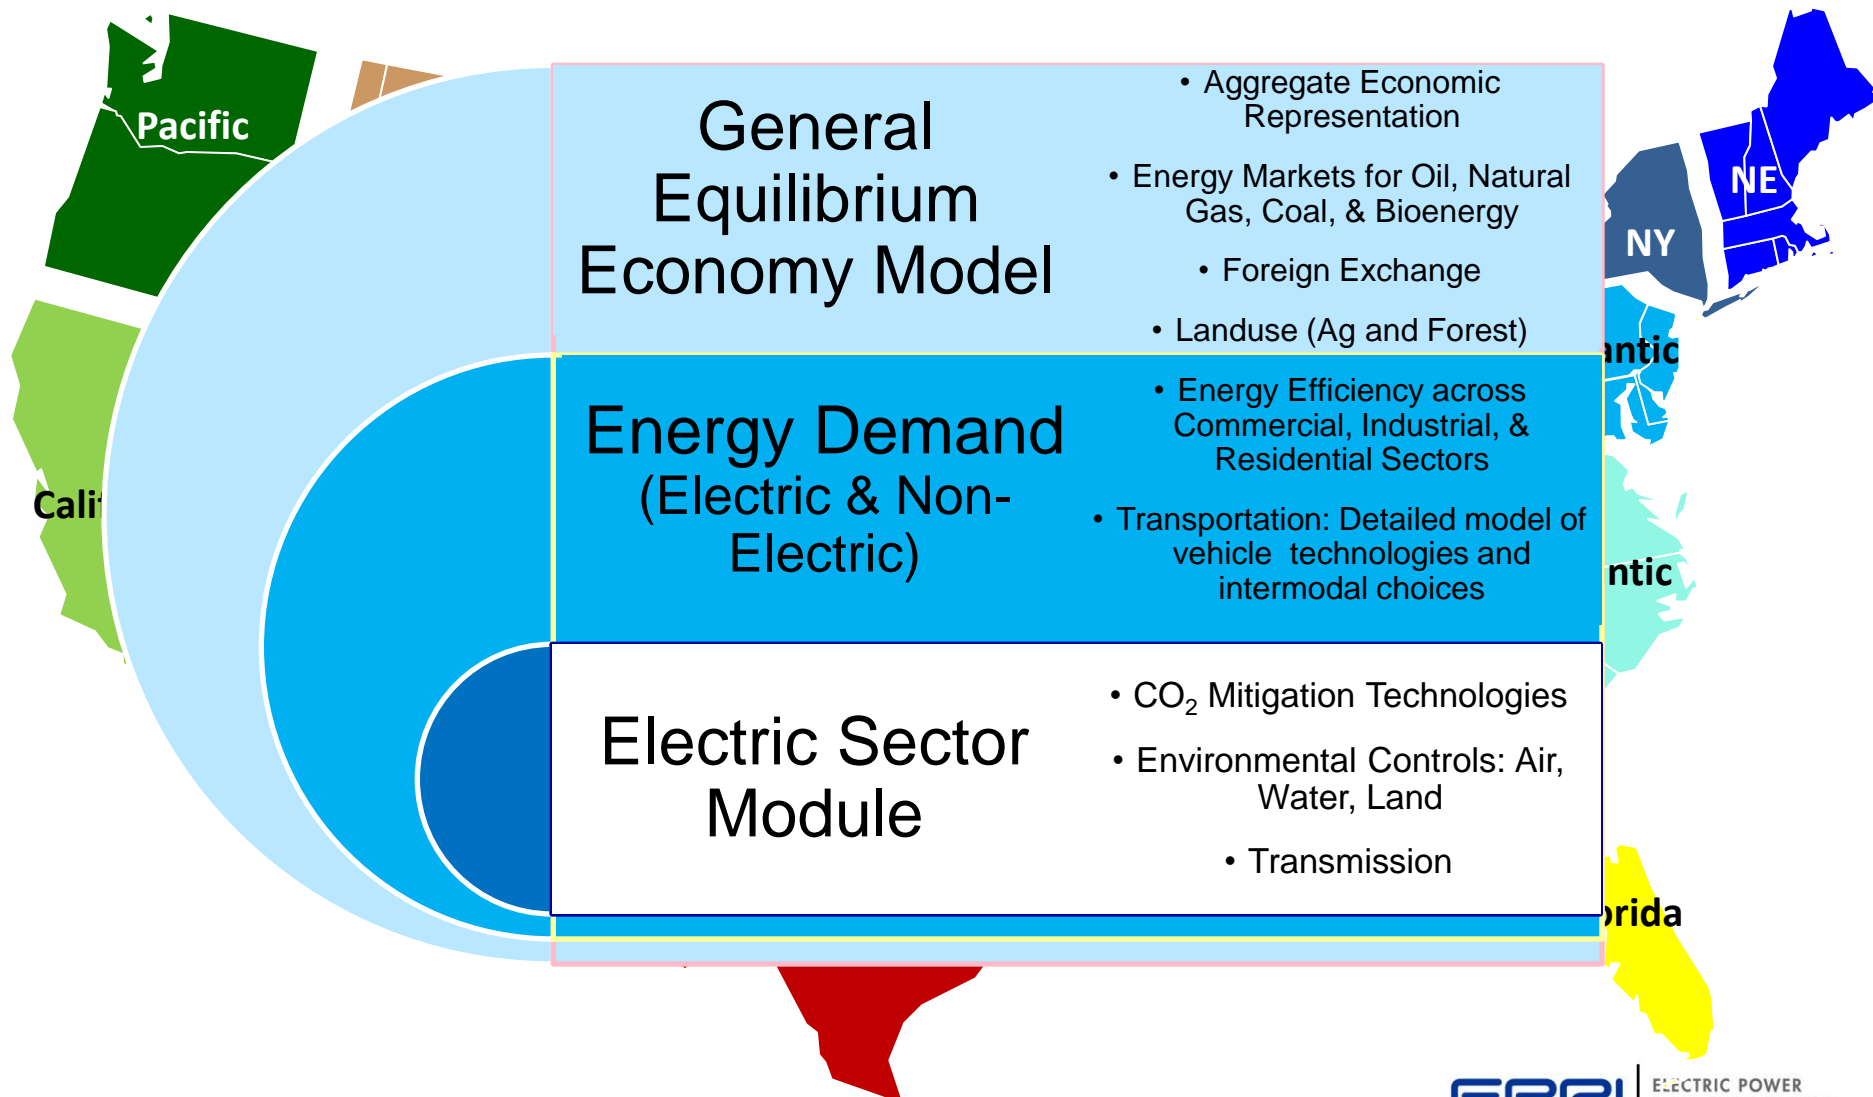 Pacific
General
Equilibrium
Economy Model
• Aggregate Economic
Representation
• Energy Markets for Oil, Natural
Gas, Coal, & Bioenergy
• Foreign Exchange
• Landuse (Ag and Forest)
NE
NY
antic
Energy Demand
(Electric & Non-
Electric)
• Energy Efficiency across
Commercial, Industrial, &
Residential Sectors
• Transportation: Detailed model of
vehicle technologies and
intermodal choices
Calif
ntic
Electric Sector
Module
• CO₂ Mitigation Technologies
• Environmental Controls: Air,
Water, Land
• Transmission
orida
EPRI
ELECTRIC POWER